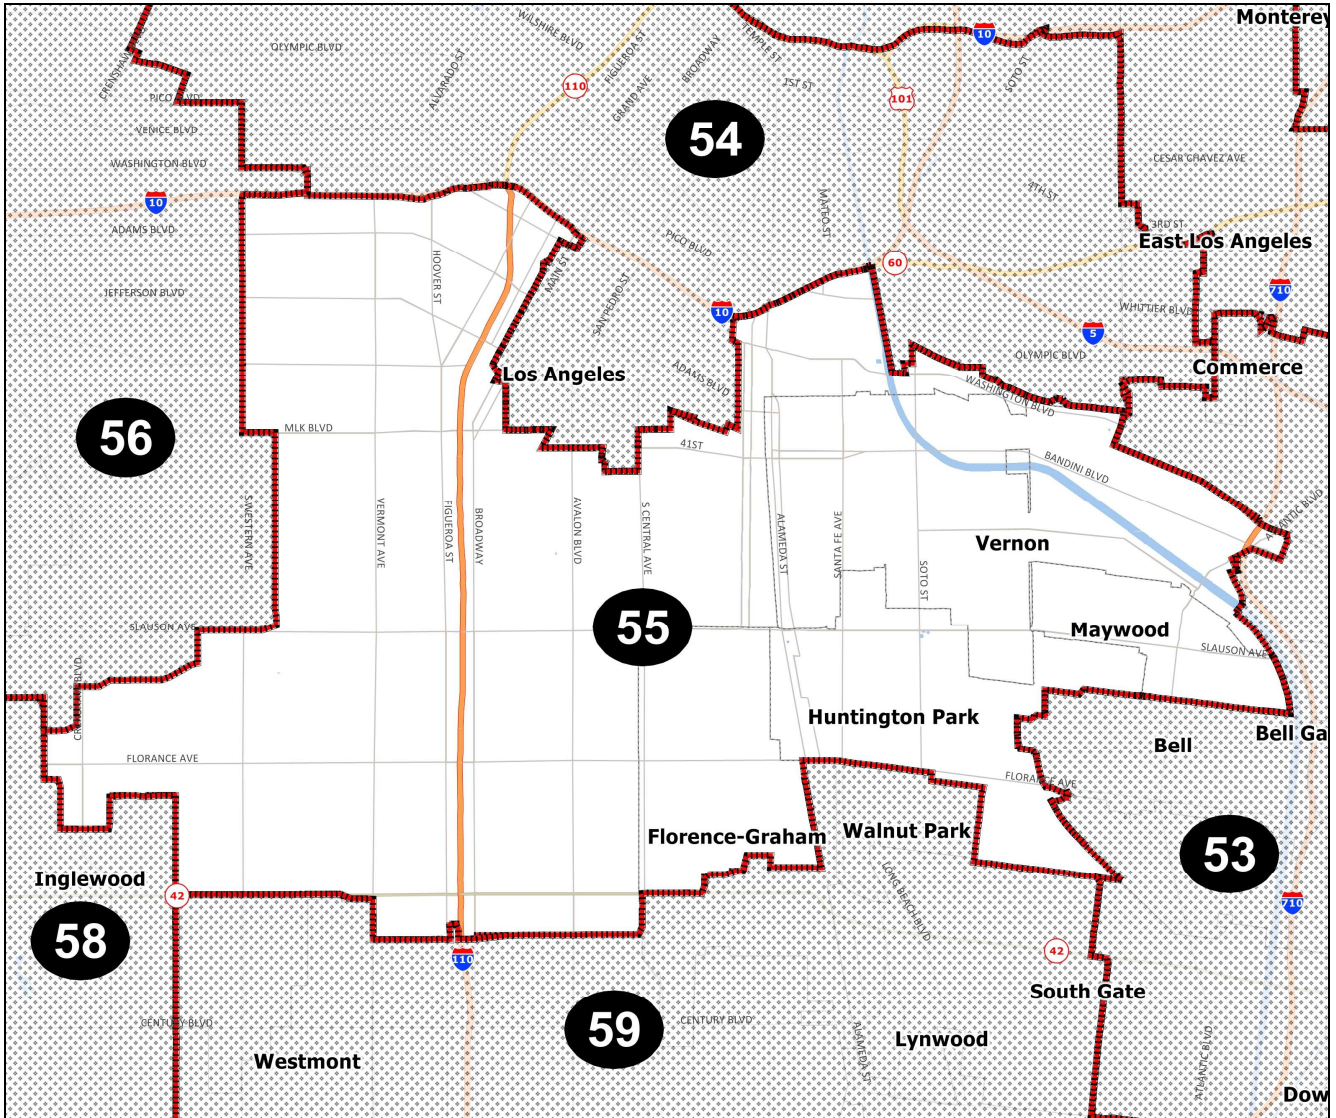 Monterey
WILSHIRE BLVD
OLYMPIC BLVD
FIGUEROA ST
BROADWAY
TEMPLE ST
10
CRENSHAW
ALVARADO ST
GRAND AVE
1ST ST
SOTO ST
110
101
PICO BLVD
VENICE BLVD
54
WASHINGTON BLVD
CESAR CHAVEZ AVE
4TH ST
10
MATEO ST
ADAMS BLVD
3RD ST
PICO BLVD
East Los Angeles
HOOVER ST
MAIN ST
60
JEFFERSON BLVD
SAN PEDRO ST
710
WHITTIER BLVD
10
5
OLYMPIC BLVD
Los Angeles
ADAMS BLVD
Commerce
WASHINGTON BLVD
56
MLK BLVD
41ST
BANDINI BLVD
ATLANTIC BLVD
S WESTERN AVE
VERMONT AVE
FIGUEROA ST
BROADWAY
AVALON BLVD
S CENTRAL AVE
ALAMEDA ST
SANTA FE AVE
Vernon
SOTO ST
55
SLAUSON AVE
Maywood
SLAUSON AVE
Huntington Park
Bell Ga
Bell
FLORANCE AVE
FLORANCE AVE
Florence-Graham
Walnut Park
53
Inglewood
42
LONG BEACH BLVD
710
58
110
42
South Gate
CENTURY BLVD
59
CENTURY BLVD
Lynwood
ALAMEDA ST
ATLANTIC BLVD
Westmont
Dow